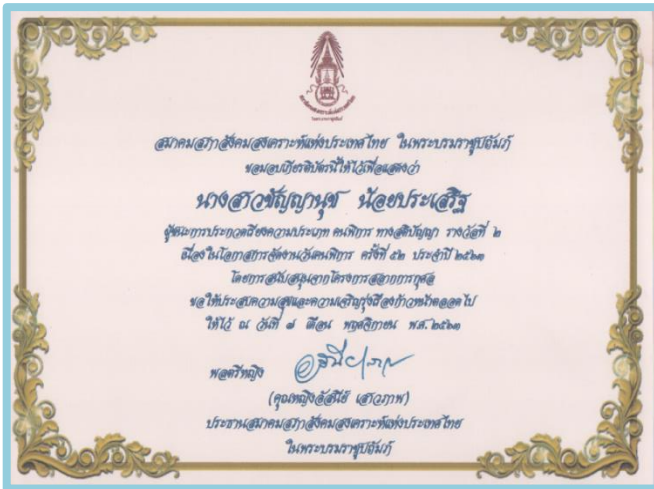 สมาคมสภาสังคมสงเคราะห์แห่งประเทศไทย ในพระบรมราชูปถัมภ์
ขอมอบเกียรติบัตรนี้ให้ไว้เพื่อแสดงว่า
นางสาวชัญญานุช น้อยประเสริฐ
ผู้ชนะการประกวดเรียงความประเภท คนพิการ ทางสติปัญญา รางวัลที่ ๒
เนื่องในโอกาสการจัดงานวันคนพิการ ครั้งที่ ๕๒ ประจำปี ๒๕๖๓
โดยการสนับสนุนจากโครงการสลากการกุศล
ขอให้ประสบความสุขและความเจริญรุ่งเรืองก้าวหน้าตลอดไป
ให้ไว้ ณ วันที่ ๘ เดือน พฤศจิกายน พ.ศ. ๒๕๖๓
พลตรีหญิง
(คุณหญิงอัสนีย์ เสาวภาพ)
ประธานสมาคมสภาสังคมสงเคราะห์แห่งประเทศไทย
ในพระบรมราชูปถัมภ์